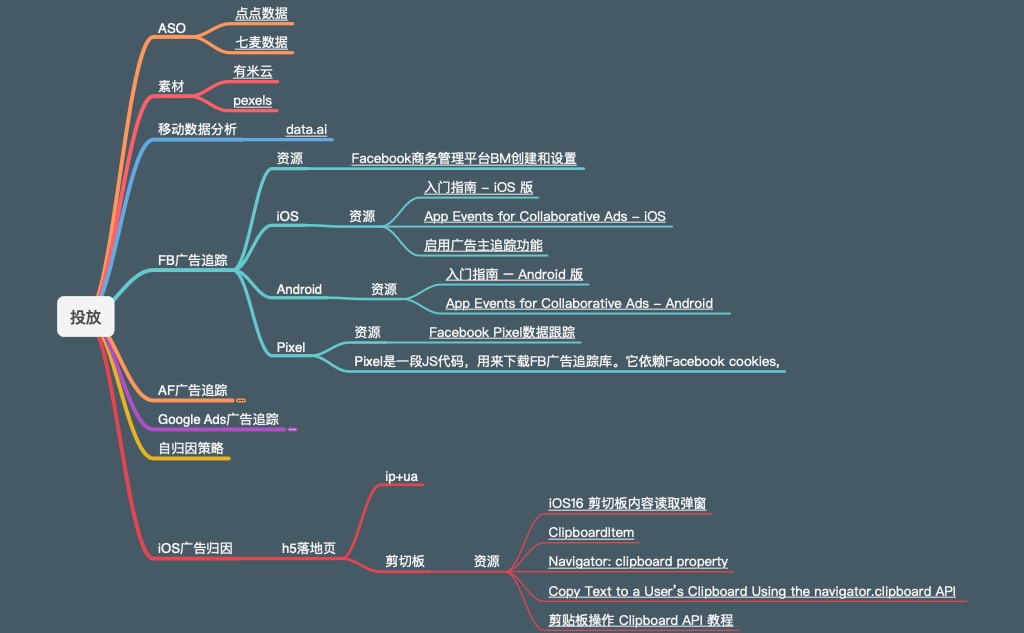 投放
ASO
点点数据
七麦数据
素材
有米云
pexels
移动数据分析
data.ai
FB广告追踪
资源
Facebook商务管理平台BM创建和设置
iOS
资源
入门指南 – iOS 版
App Events for Collaborative Ads – iOS
启用广告主追踪功能
Android
资源
入门指南 — Android 版
App Events for Collaborative Ads – Android
Pixel
资源
Facebook Pixel数据跟踪
Pixel是一段JS代码，用来下载FB广告追踪库。它依赖Facebook cookies,
AF广告追踪
Google Ads广告追踪
自归因策略
iOS广告归因
h5落地页
ip+ua
剪切板
资源
iOS16 剪切板内容读取弹窗
ClipboardItem
Navigator: clipboard property
Copy Text to a User's Clipboard Using the navigator.clipboard API
剪贴板操作 Clipboard API 教程